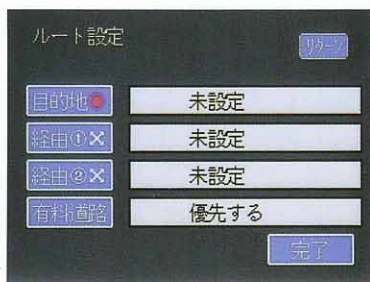 ルート設定
リターン
目的地 未設定
経由① 未設定
経由② 未設定
有料道路 優先する
完了